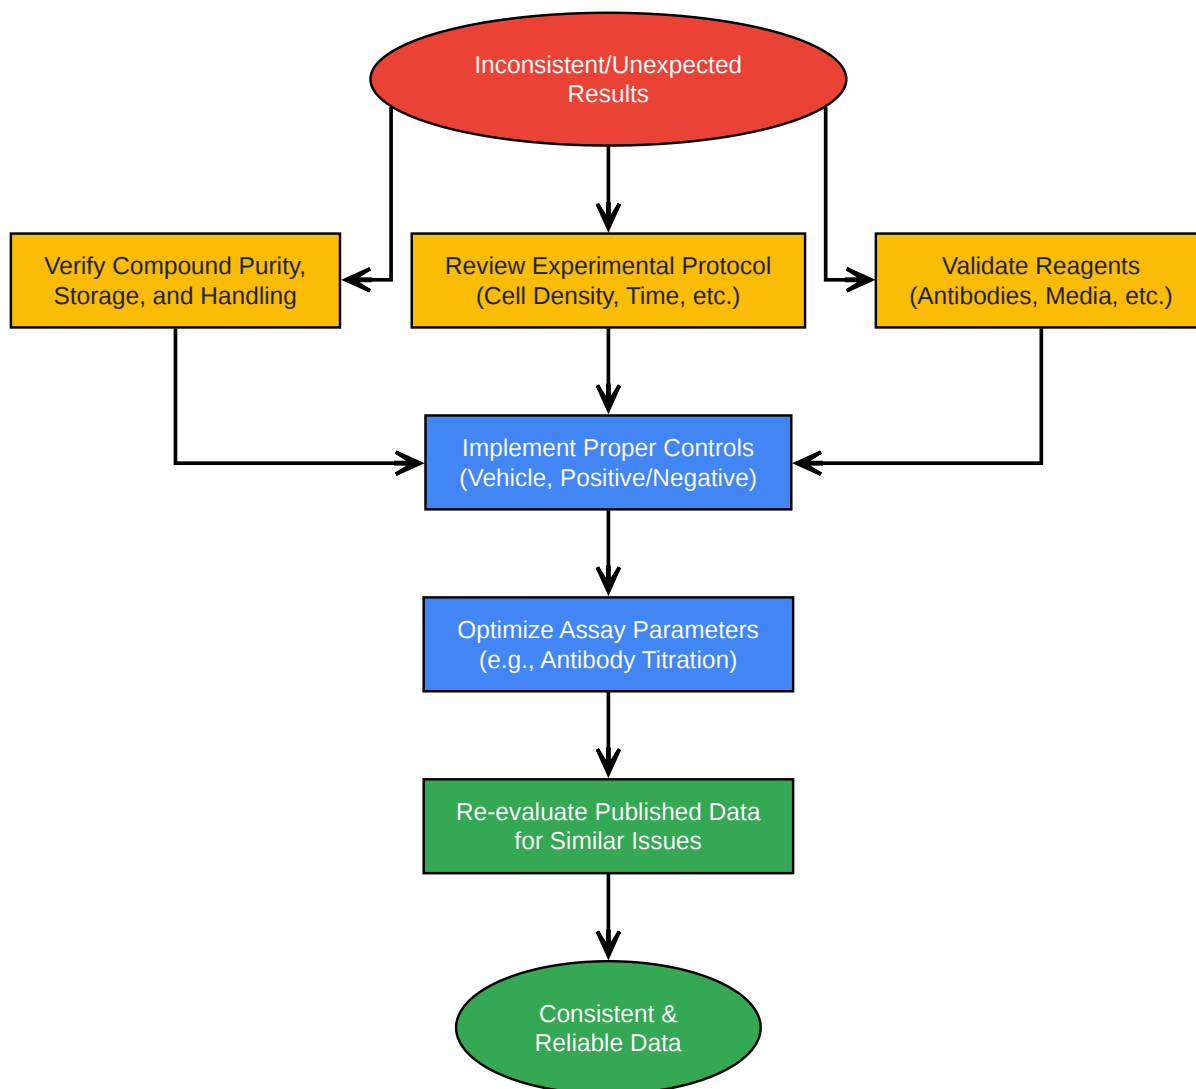 Inconsistent/Unexpected
Results
Verify Compound Purity,
Storage, and Handling
Review Experimental Protocol
(Cell Density, Time, etc.)
Validate Reagents
(Antibodies, Media, etc.)
Implement Proper Controls
(Vehicle, Positive/Negative)
Optimize Assay Parameters
(e.g., Antibody Titration)
Re-evaluate Published Data
for Similar Issues
Consistent &
Reliable Data